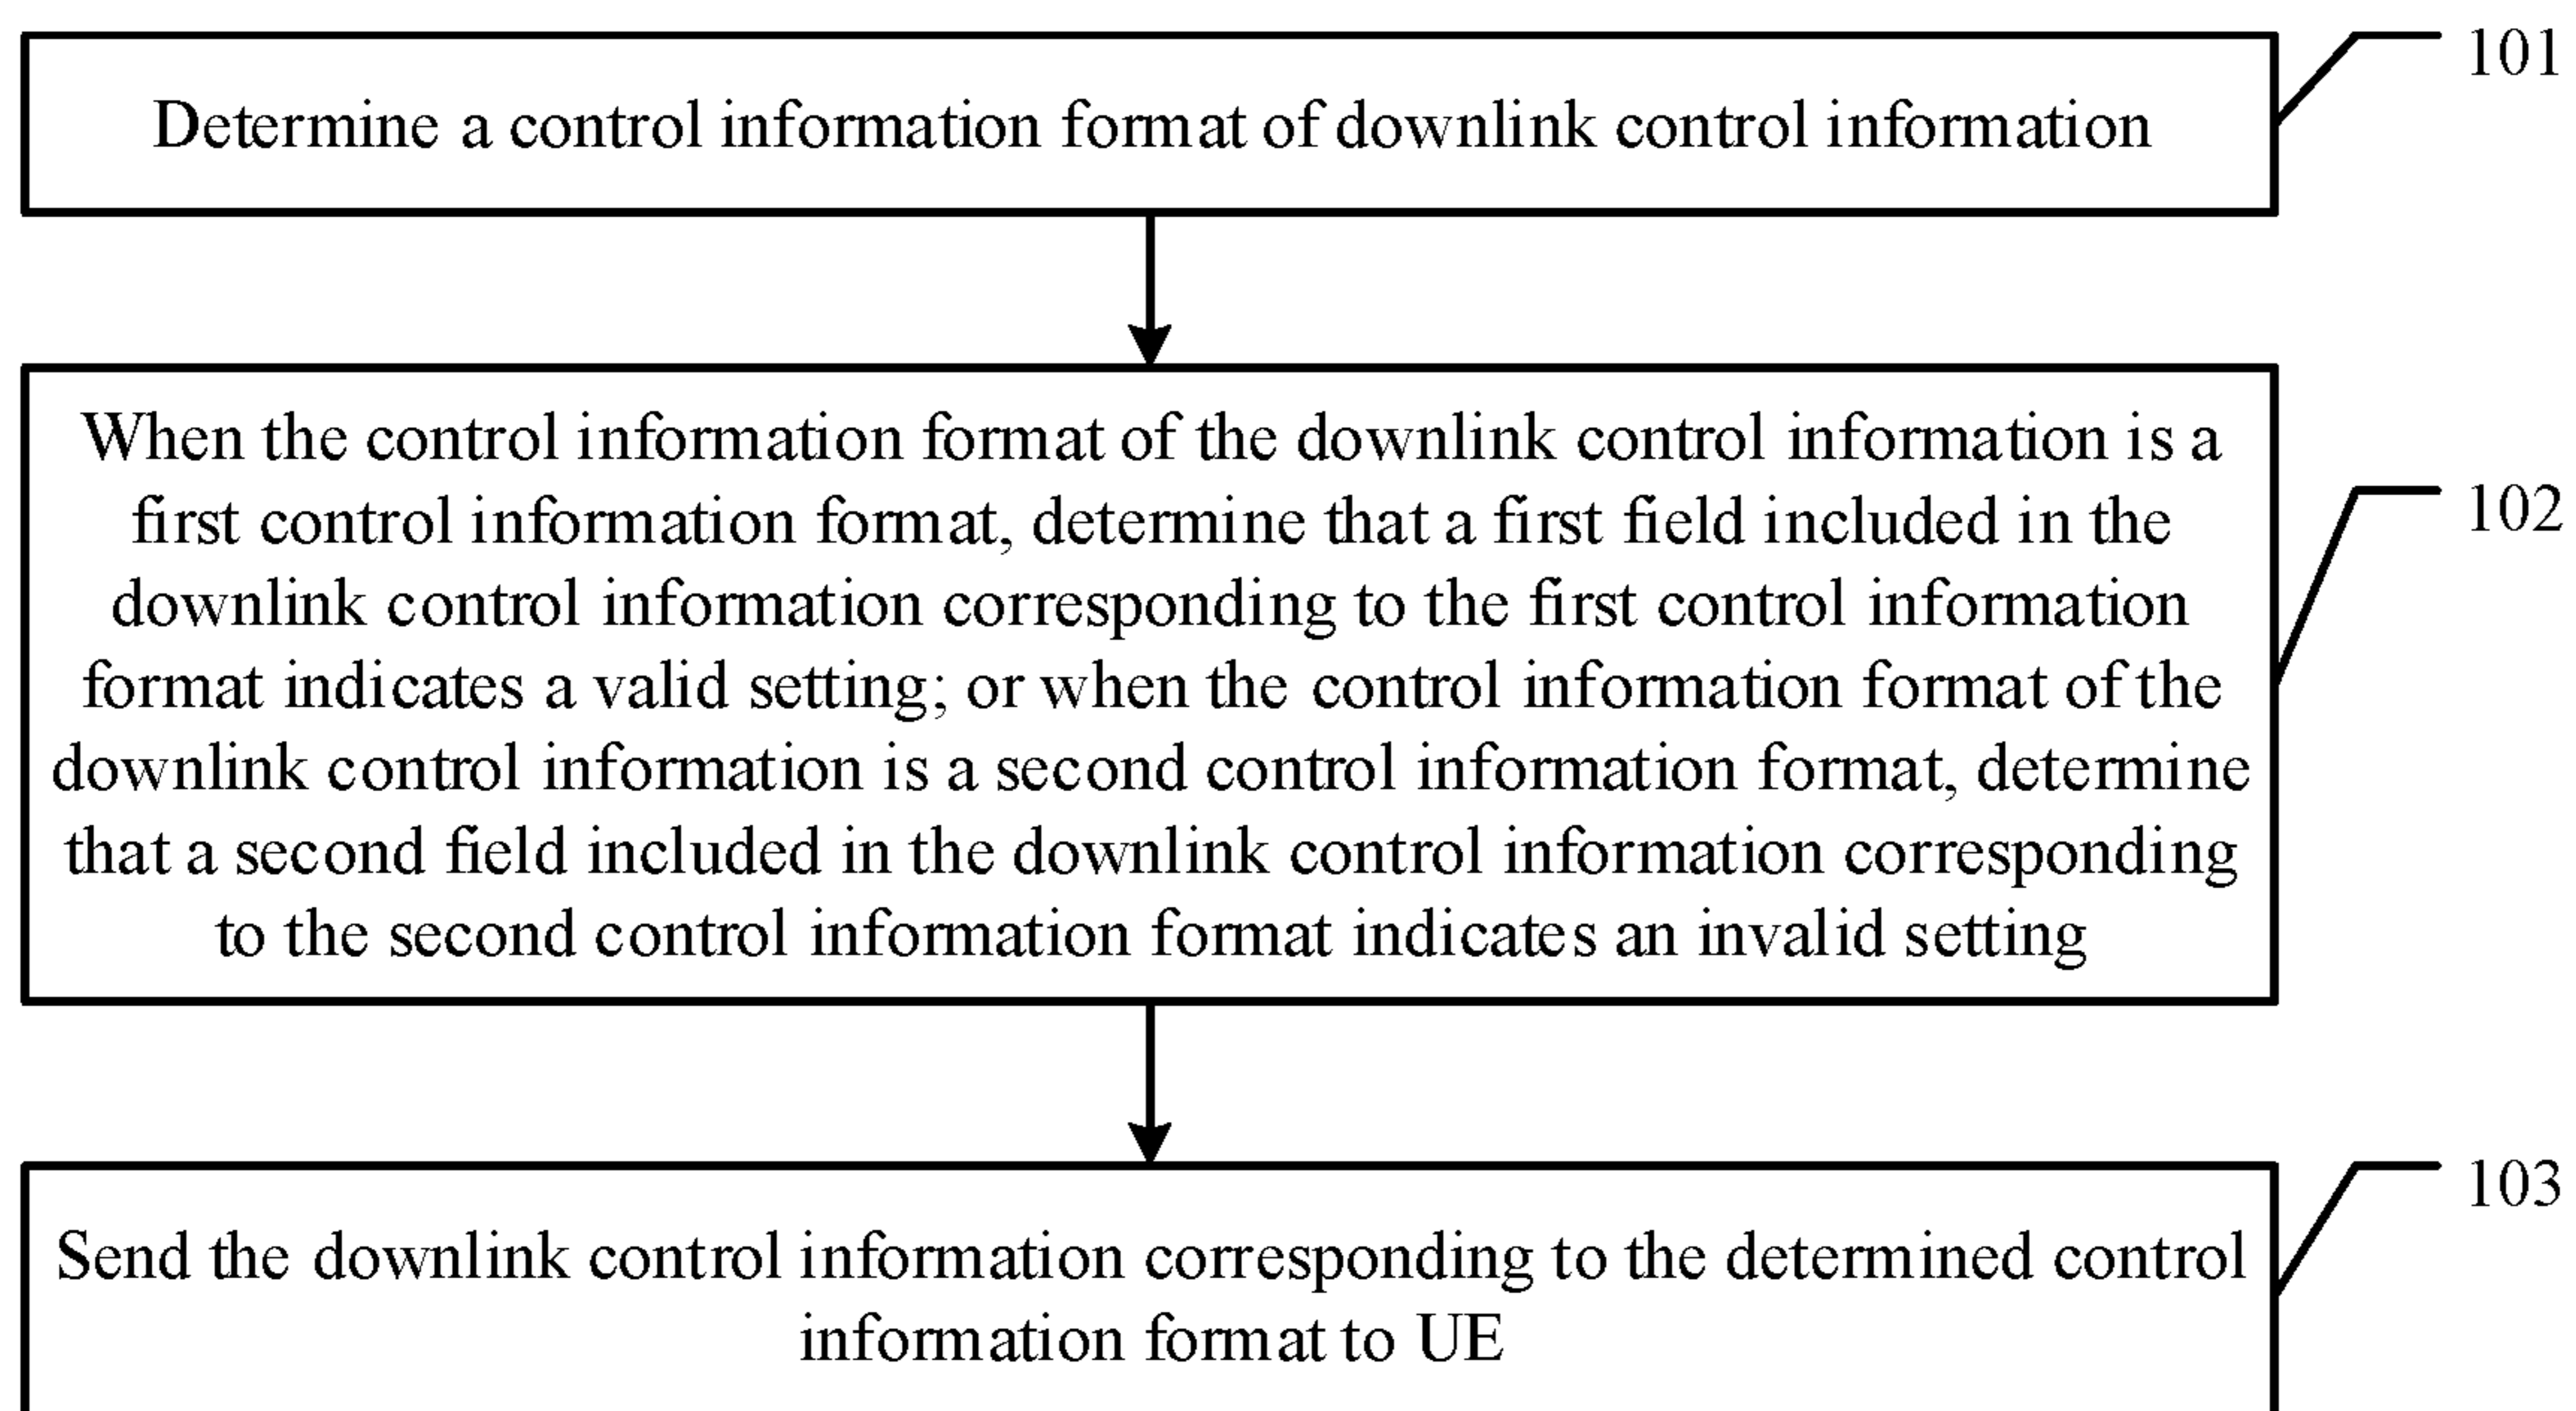 101
Determine a control information format of downlink control information
When the control information format of the downlink control information is a
102
first control information format, determine that a first field included in the
downlink control information corresponding to the first control information
format indicates a valid setting; or when the control information format of the
downlink control information is a second control information format, determine
that a second field included in the downlink control information corresponding
to the second control information format indicates an invalid setting
103
Send the downlink control information corresponding to the determined control
information format to UE